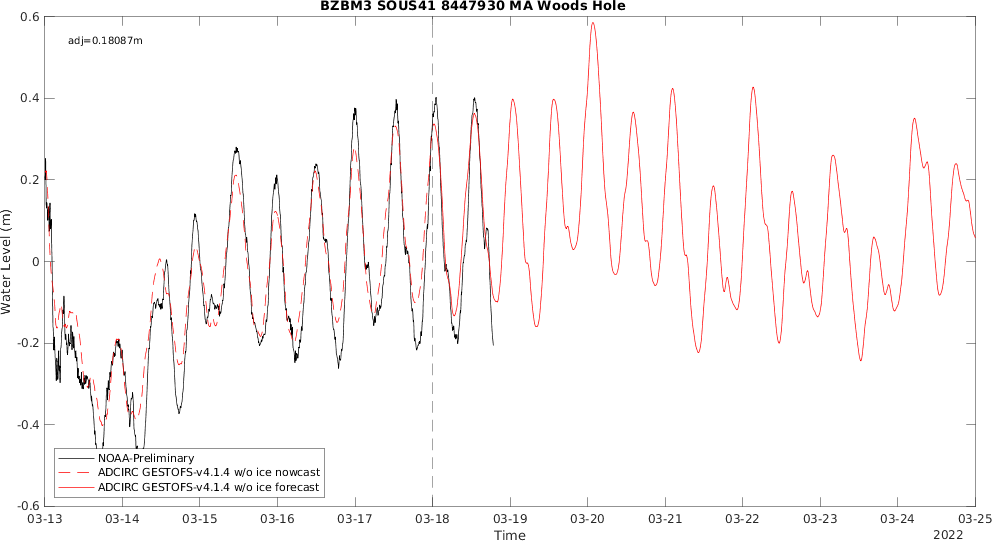 BZBM3 SOUS41 8447930 MA Woods Hole
adj=0.18087m
Water Level (m)
0.6
0.4
0.2
0
-0.2
-0.4
-0.6
NOAA-Preliminary
ADCIRC GESTOFS-v4.1.4 w/o ice nowcast
ADCIRC GESTOFS-v4.1.4 w/o ice forecast
03-13 03-14 03-15 03-16 03-17 03-18 03-19 03-20 03-21 03-22 03-23 03-24 03-25
Time
2022